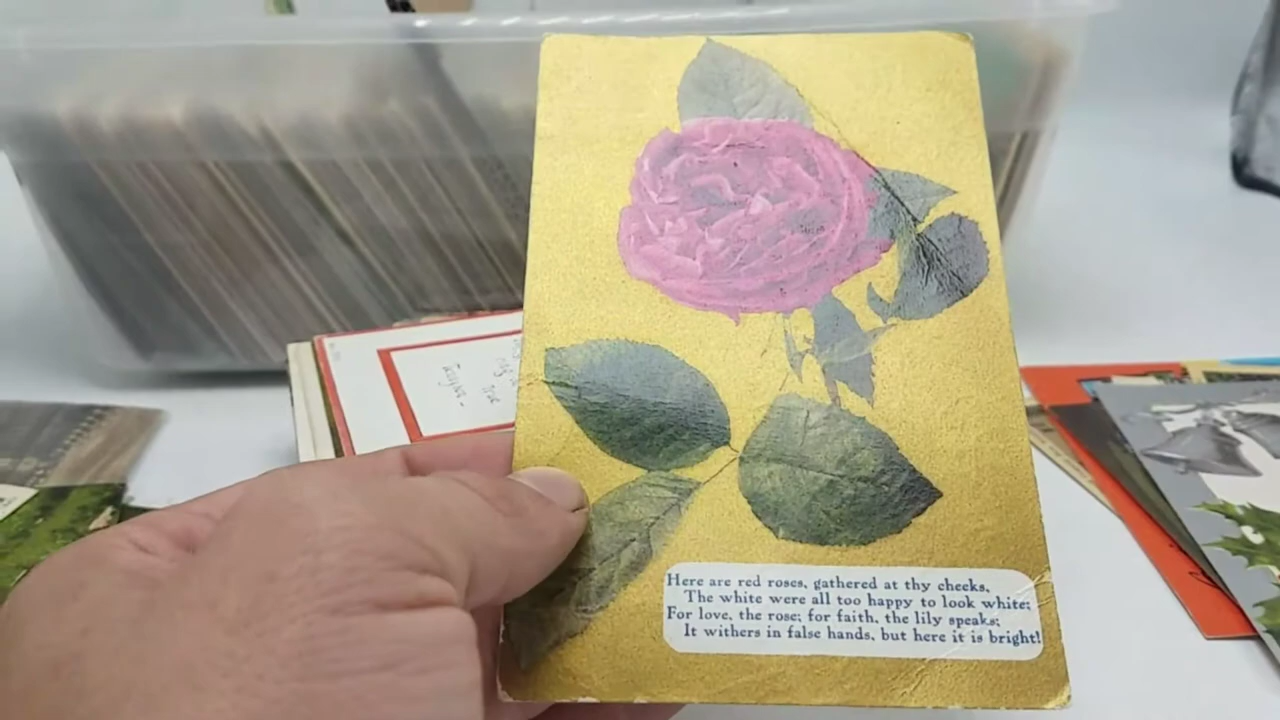 Here are red roses, gathered at thy cheeks,
The white were all too happy to look white;
For love, the rose; for faith, the lily speaks;
It withers in false hands, but here it is bright!